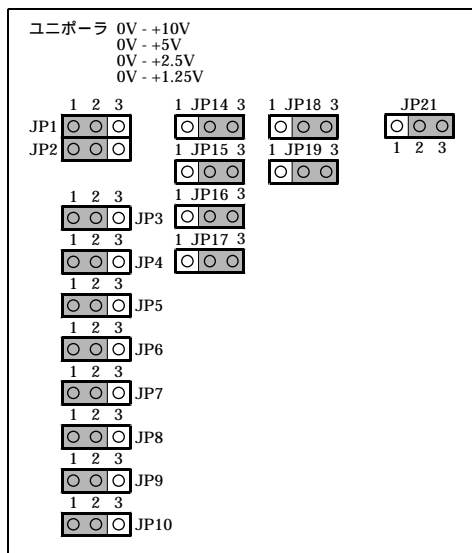 ユニポーラ 0V - +10V
0V - +5V
0V - +2.5V
0V - +1.25V
1 2 3
JP1
JP2
1 JP14 3
1 JP18 3
JP21
1 2 3
1 JP15 3
1 JP19 3
1 JP16 3
1 JP17 3
1 2 3
JP3
1 2 3
JP4
1 2 3
JP5
1 2 3
JP6
1 2 3
JP7
1 2 3
JP8
1 2 3
JP9
1 2 3
JP10